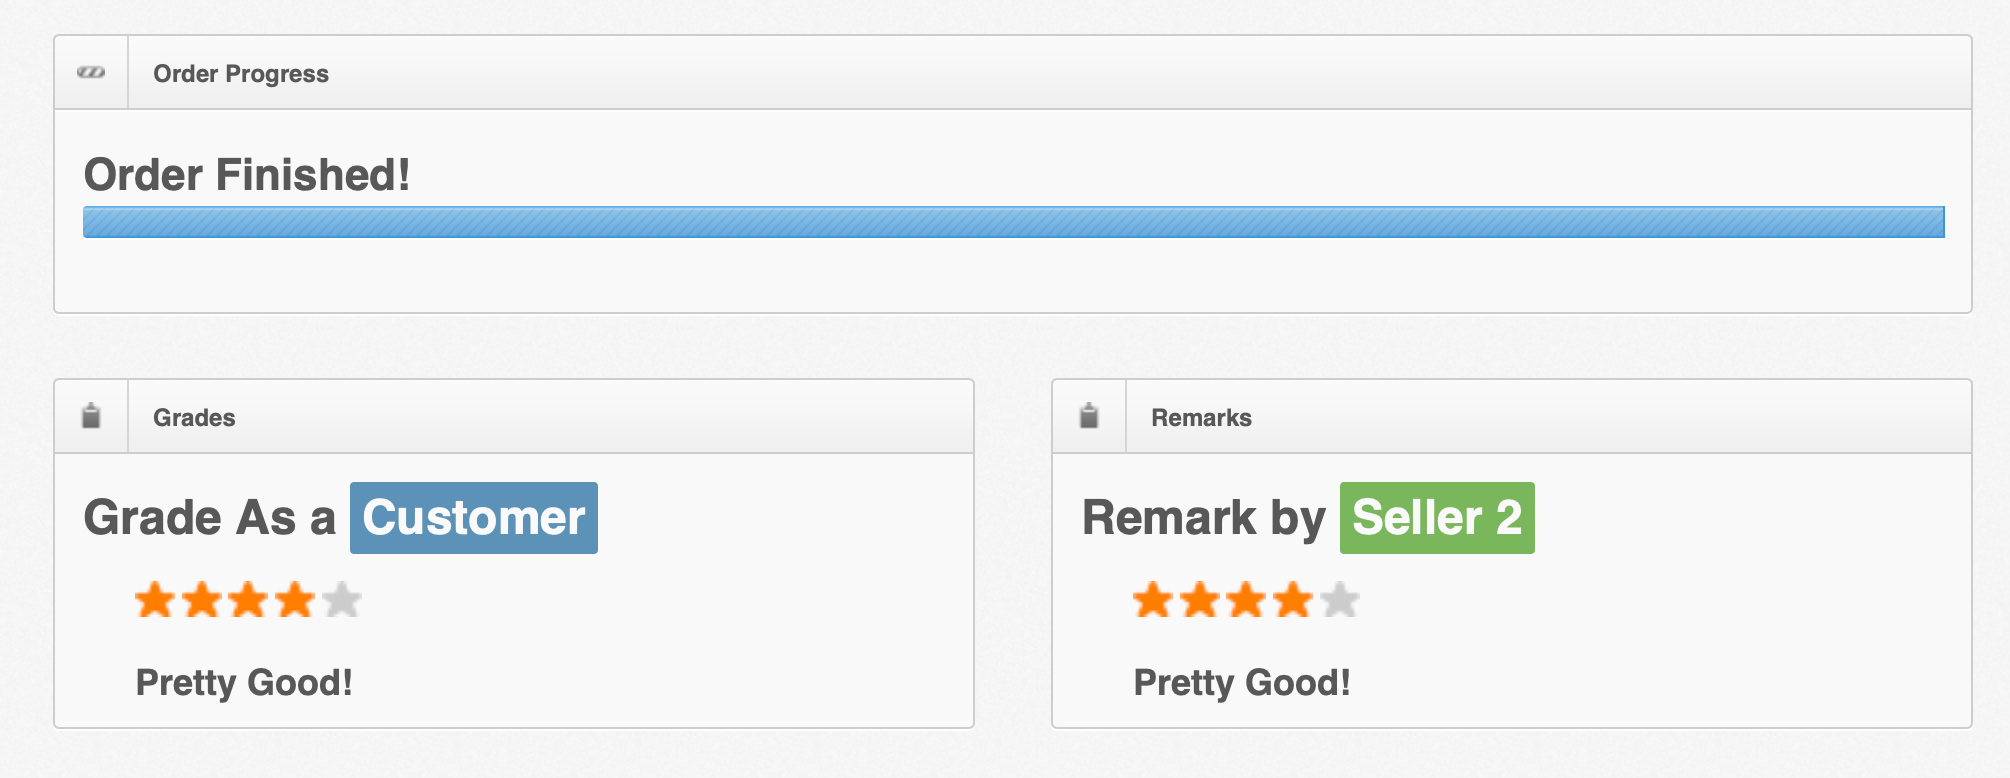 Order Progress
Order Finished!
Grades
Grade As a Customer
Pretty Good!
Remarks
Remark by Seller 2
Pretty Good!